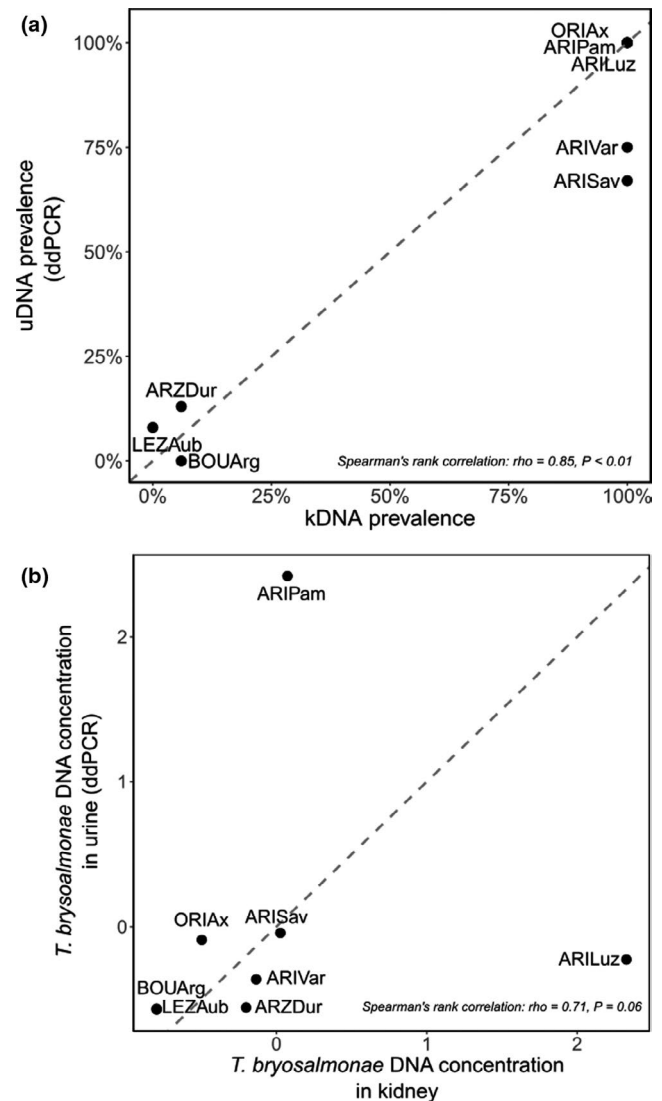 (a)
100%
75%
50%
25%
0%
uDNA prevalence
(ddPCR)
ORIAx
ARIPam
ARILuz
ARIVar
ARISav
ARZDur
LEZAub
BOUArg
Spearman's rank correlation: rho = 0.85, P < 0.01
0% 25% 50% 75% 100%
kDNA prevalence
(b)
2
1
0
T. brysoalmonae DNA concentration
in urine (ddPCR)
ARIPam
ORIAx
ARISav
ARIVar
ARILuz
BOUArg
LEZAub
ARZDur
Spearman's rank correlation: rho = 0.71, P = 0.06
0 1 2
T. bryosalmonae DNA concentration
in kidney